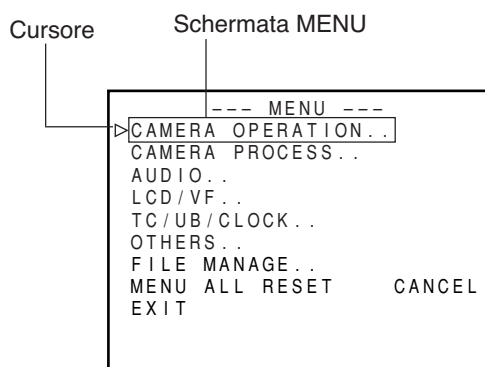 Cursore
Schermata MENU
--- MENU ---
CAMERA OPERATION..
CAMERA PROCESS..
AUDIO..
LCD/VF..
TC/UB/CLOCK..
OTHERS..
FILE MANAGE..
MENU ALL RESET CANCEL
EXIT